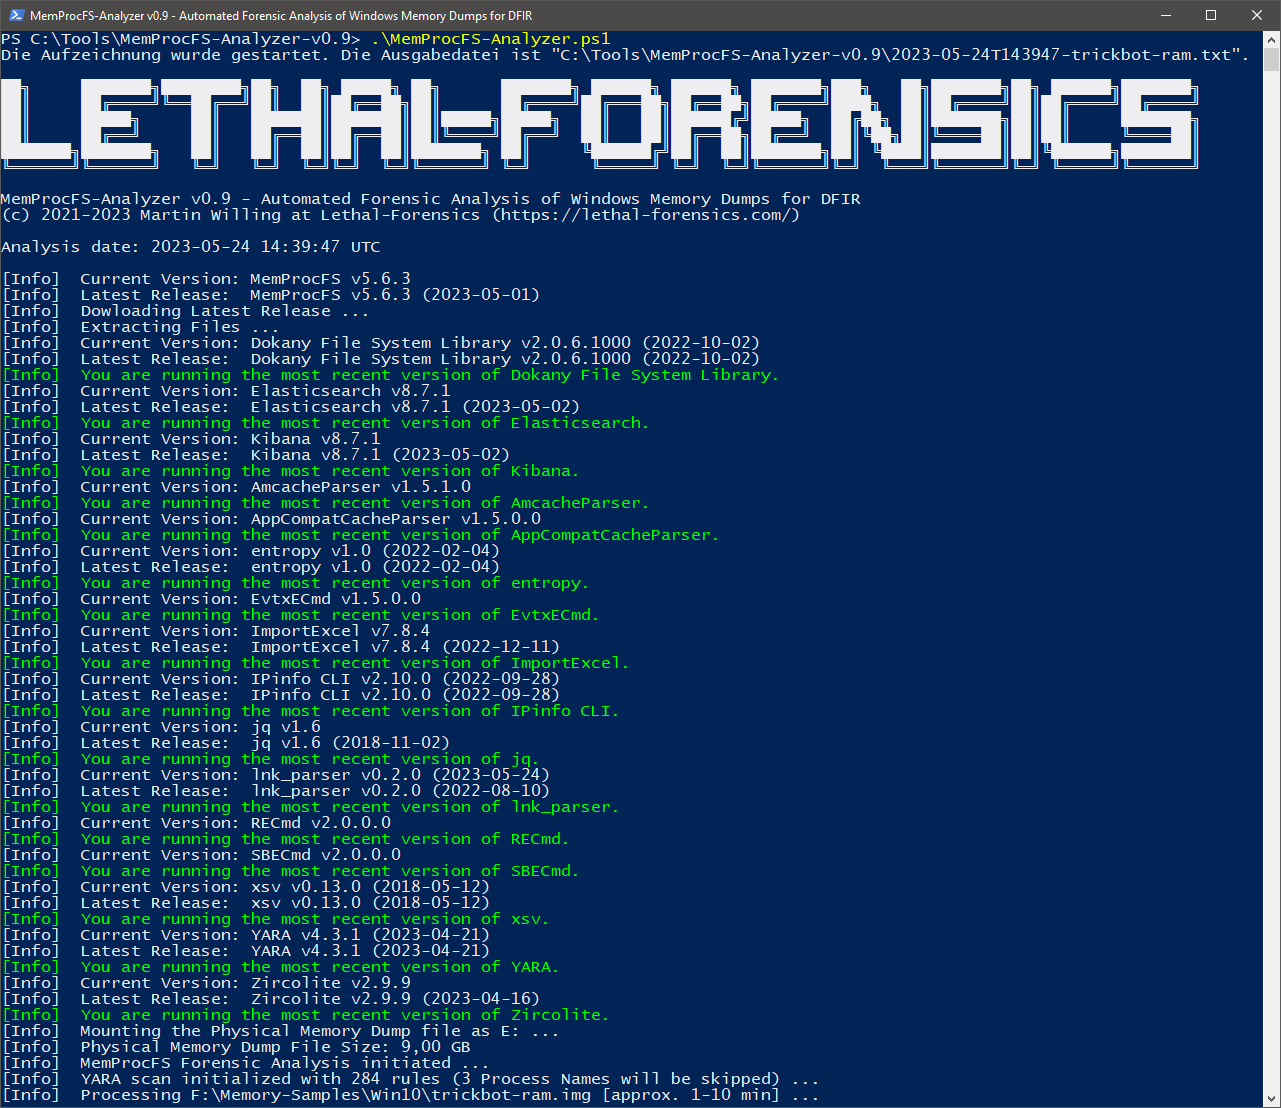 MemProcFS-Analyzer v0.9 - Automated Forensic Analysis of Windows Memory Dumps for DFIR
PS C:\Tools\MemProcFS-Analyzer-v0.9> .\MemProcFS-Analyzer.ps1
Die Aufzeichnung wurde gestartet. Die Ausgabedatei ist "C:\Tools\MemProcFS-Analyzer-v0.9\2023-05-24T143947-trickbot-ram.txt".
LETHAL-FORENSICS
MemProcFS-Analyzer v0.9 - Automated Forensic Analysis of Windows Memory Dumps for DFIR
(c) 2021-2023 Martin Willing at Lethal-Forensics (https://lethal-forensics.com/)
Analysis date: 2023-05-24 14:39:47 UTC
[Info]  Current Version: MemProcFS v5.6.3
[Info]  Latest Release:  MemProcFS v5.6.3 (2023-05-01)
[Info]  Dowloading Latest Release ...
[Info]  Extracting Files ...
[Info]  Current Version: Dokany File System Library v2.0.6.1000 (2022-10-02)
[Info]  Latest Release:  Dokany File System Library v2.0.6.1000 (2022-10-02)
[Info]  You are running the most recent version of Dokany File System Library.
[Info]  Current Version: Elasticsearch v8.7.1
[Info]  Latest Release:  Elasticsearch v8.7.1 (2023-05-02)
[Info]  You are running the most recent version of Elasticsearch.
[Info]  Current Version: Kibana v8.7.1
[Info]  Latest Release:  Kibana v8.7.1 (2023-05-02)
[Info]  You are running the most recent version of Kibana.
[Info]  Current Version: AmcacheParser v1.5.1.0
[Info]  You are running the most recent version of AmcacheParser.
[Info]  Current Version: AppCompatCacheParser v1.5.0.0
[Info]  You are running the most recent version of AppCompatCacheParser.
[Info]  Current Version: entropy v1.0 (2022-02-04)
[Info]  Latest Release:  entropy v1.0 (2022-02-04)
[Info]  You are running the most recent version of entropy.
[Info]  Current Version: EvtxECmd v1.5.0.0
[Info]  You are running the most recent version of EvtxECmd.
[Info]  Current Version: ImportExcel v7.8.4
[Info]  Latest Release:  ImportExcel v7.8.4 (2022-12-11)
[Info]  You are running the most recent version of ImportExcel.
[Info]  Current Version: IPinfo CLI v2.10.0 (2022-09-28)
[Info]  Latest Release:  IPinfo CLI v2.10.0 (2022-09-28)
[Info]  You are running the most recent version of IPinfo CLI.
[Info]  Current Version: jq v1.6
[Info]  Latest Release:  jq v1.6 (2018-11-02)
[Info]  You are running the most recent version of jq.
[Info]  Current Version: lnk_parser v0.2.0 (2023-05-24)
[Info]  Latest Release:  lnk_parser v0.2.0 (2022-08-10)
[Info]  You are running the most recent version of lnk_parser.
[Info]  Current Version: RECmd v2.0.0.0
[Info]  You are running the most recent version of RECmd.
[Info]  Current Version: SBECmd v2.0.0.0
[Info]  You are running the most recent version of SBECmd.
[Info]  Current Version: xsv v0.13.0 (2018-05-12)
[Info]  Latest Release:  xsv v0.13.0 (2018-05-12)
[Info]  You are running the most recent version of xsv.
[Info]  Current Version: YARA v4.3.1 (2023-04-21)
[Info]  Latest Release:  YARA v4.3.1 (2023-04-21)
[Info]  You are running the most recent version of YARA.
[Info]  Current Version: Zircolite v2.9.9
[Info]  Latest Release:  Zircolite v2.9.9 (2023-04-16)
[Info]  You are running the most recent version of Zircolite.
[Info]  Mounting the Physical Memory Dump file as E: ...
[Info]  Physical Memory Dump File Size: 9,00 GB
[Info]  MemProcFS Forensic Analysis initiated ...
[Info]  YARA scan initialized with 284 rules (3 Process Names will be skipped) ...
[Info]  Processing F:\Memory-Samples\Win10\trickbot-ram.img [approx. 1-10 min] ...